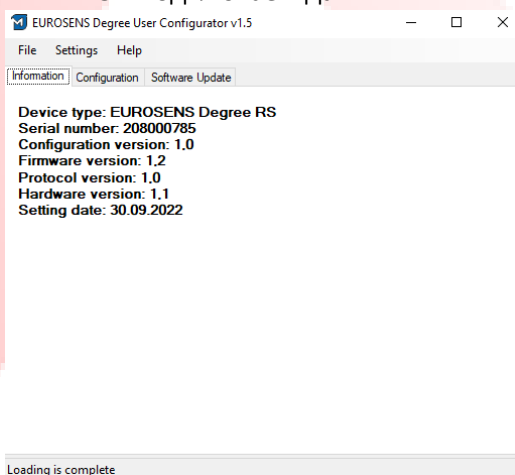 EUROSENS Degree User Configurator v1.5
File Settings Help
Information Configuration Software Update
Device type: EUROSENS Degree RS
Serial number: 208000785
Configuration version: 1,0
Firmware version: 1,2
Protocol version: 1,0
Hardware version: 1,1
Setting date: 30.09.2022
Loading is complete